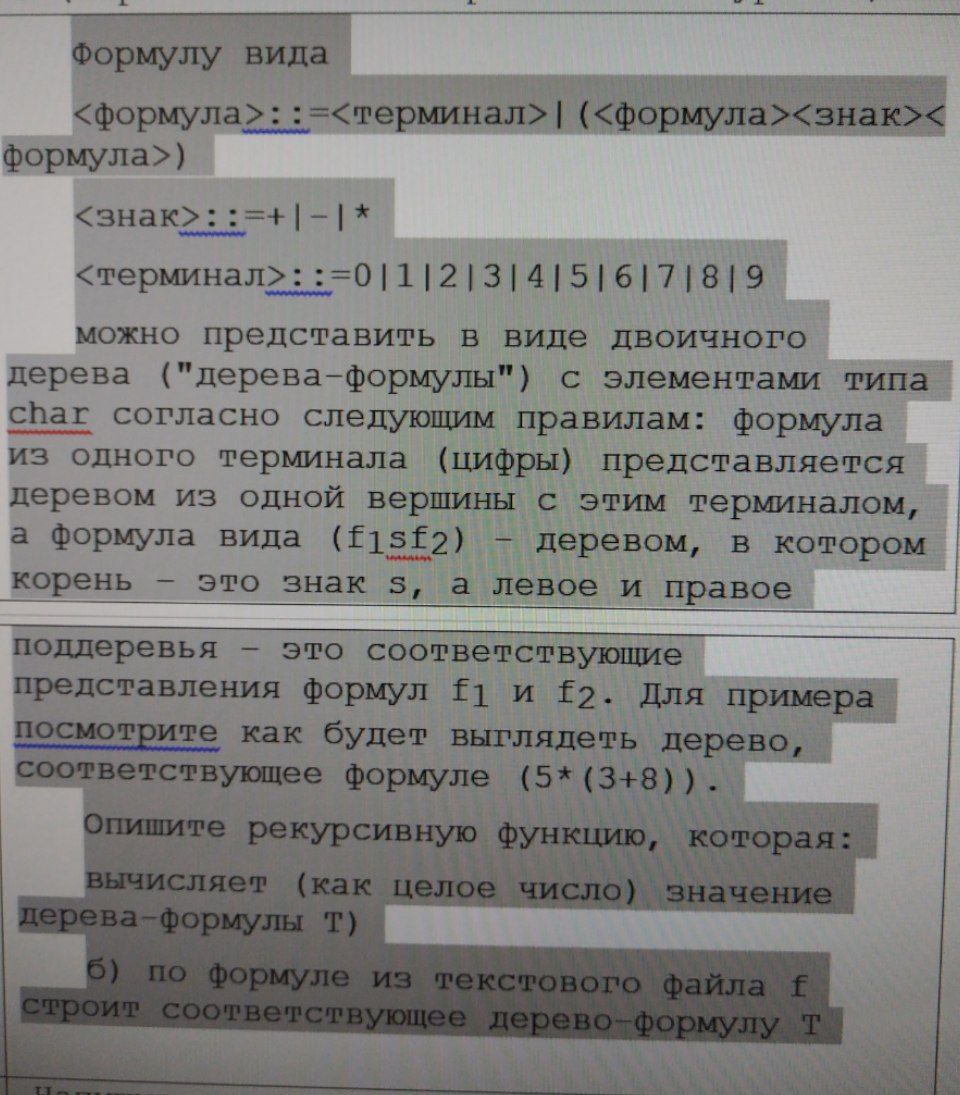 Формулу вида
<формула>::=<терминал>|(<формула><знак><
формула>)
<знак>::=+|-|*
<терминал>::=0|1|2|3|4|5|6|7|8|9
можно представить в виде двоичного
дерева ("дерева-формулы") с элементами типа
char согласно следующим правилам: формула
из одного терминала (цифры) представляется
деревом из одной вершины с этим терминалом,
а формула вида (f1sf2) – деревом, в котором
корень – это знак s, а левое и правое
поддеревья – это соответствующие
представления формул f1 и f2. Для примера
посмотрите как будет выглядеть дерево,
соответствующее формуле (5*(3+8)).
Опишите рекурсивную функцию, которая:
вычисляет (как целое число) значение
дерева-формулы T)
б) по формуле из текстового файла f
строит соответствующее дерево-формулу T